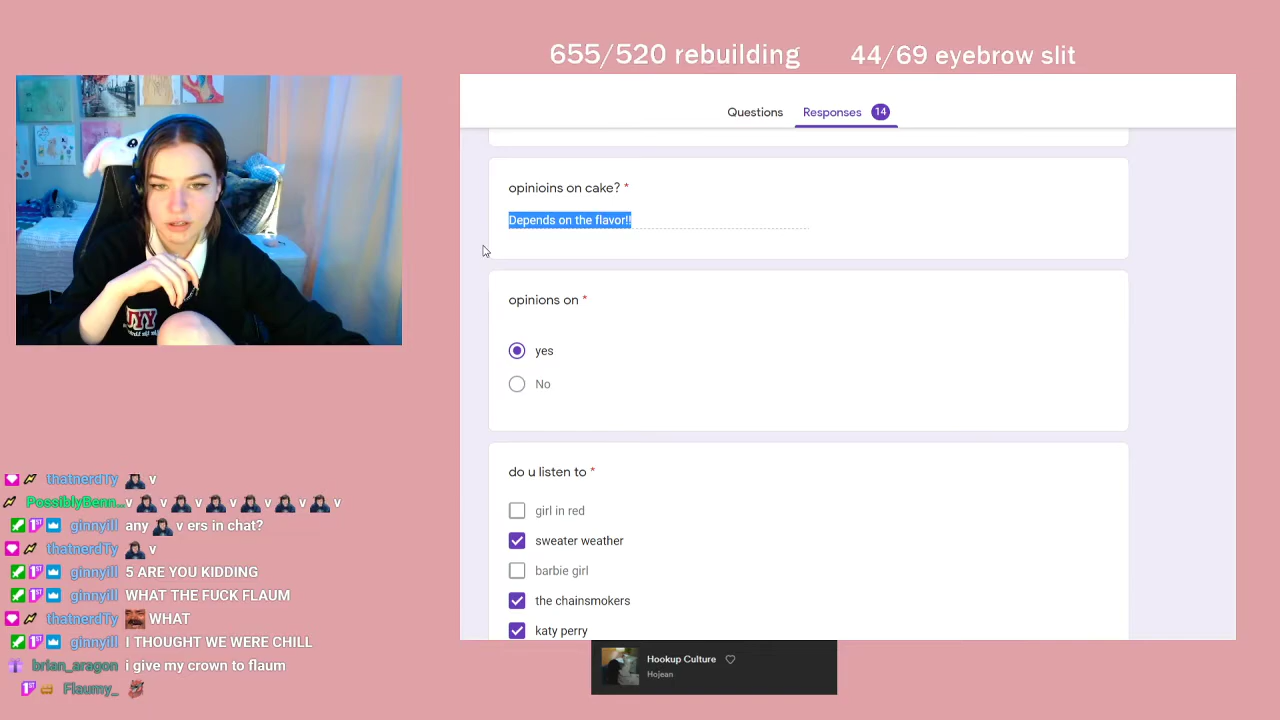 655/520 rebuilding
44/69 eyebrow slit
Questions
Responses 14
opinioins on cake? *
Depends on the flavor!!
opinions on *
yes
No
do u listen to *
girl in red
sweater weather
barbie girl
the chainsmokers
katy perry
thatnerdTy v
PossiblyBenn...v v v v v v v
ginnyill any v ers in chat?
thatnerdTy v
ginnyill 5 ARE YOU KIDDING
ginnyill WHAT THE FUCK FLAUM
thatnerdTy WHAT
ginnyill I THOUGHT WE WERE CHILL
brian_aragon i give my crown to flaum
Flaumy_
Hookup Culture
Hojean